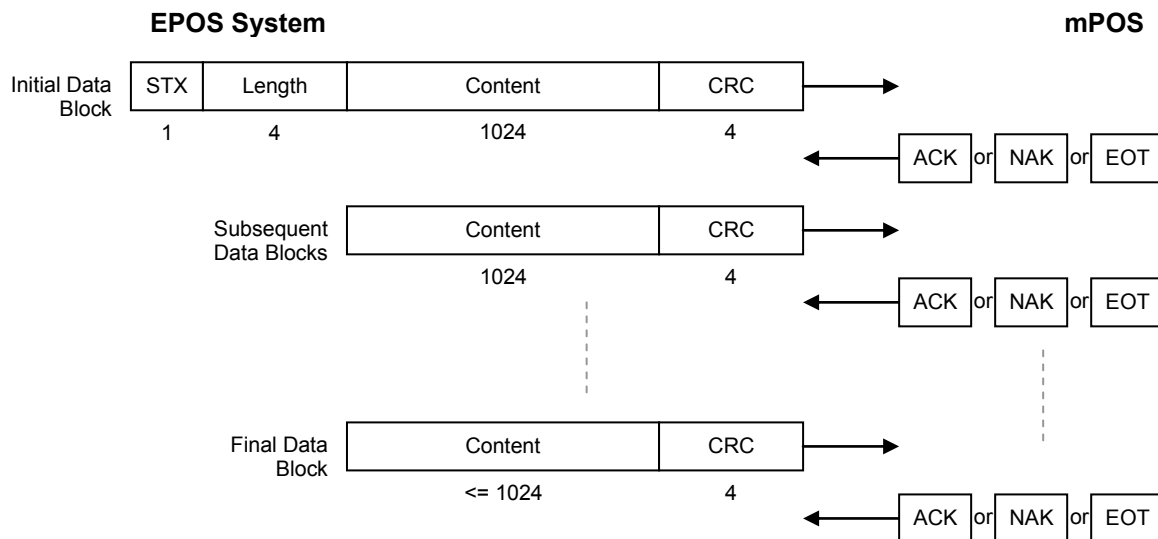 EPOS System mPOS
Initial Data
Block
STX Length Content CRC
1 4 1024 4
ACK or NAK or EOT
Subsequent
Data Blocks
Content CRC
1024 4
ACK or NAK or EOT
Final Data
Block
Content CRC
<= 1024 4
ACK or NAK or EOT